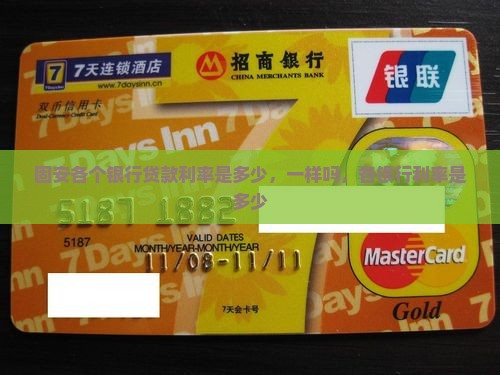 7 7天连锁酒店
7daysinn
www.7daysinn.cn
招商银行
CHINA MERCHANTS BANK
银联
双币信用卡
Dual-Currency Credit Card
7Days Inn
固安各个银行贷款利率是多少，一样吗，各银行利率是
多少
5187 1882
5187
VALID DATES
MONTH/YEAR-MONTH/YEAR
11/08-11/11
7天会卡号
MasterCard
Gold